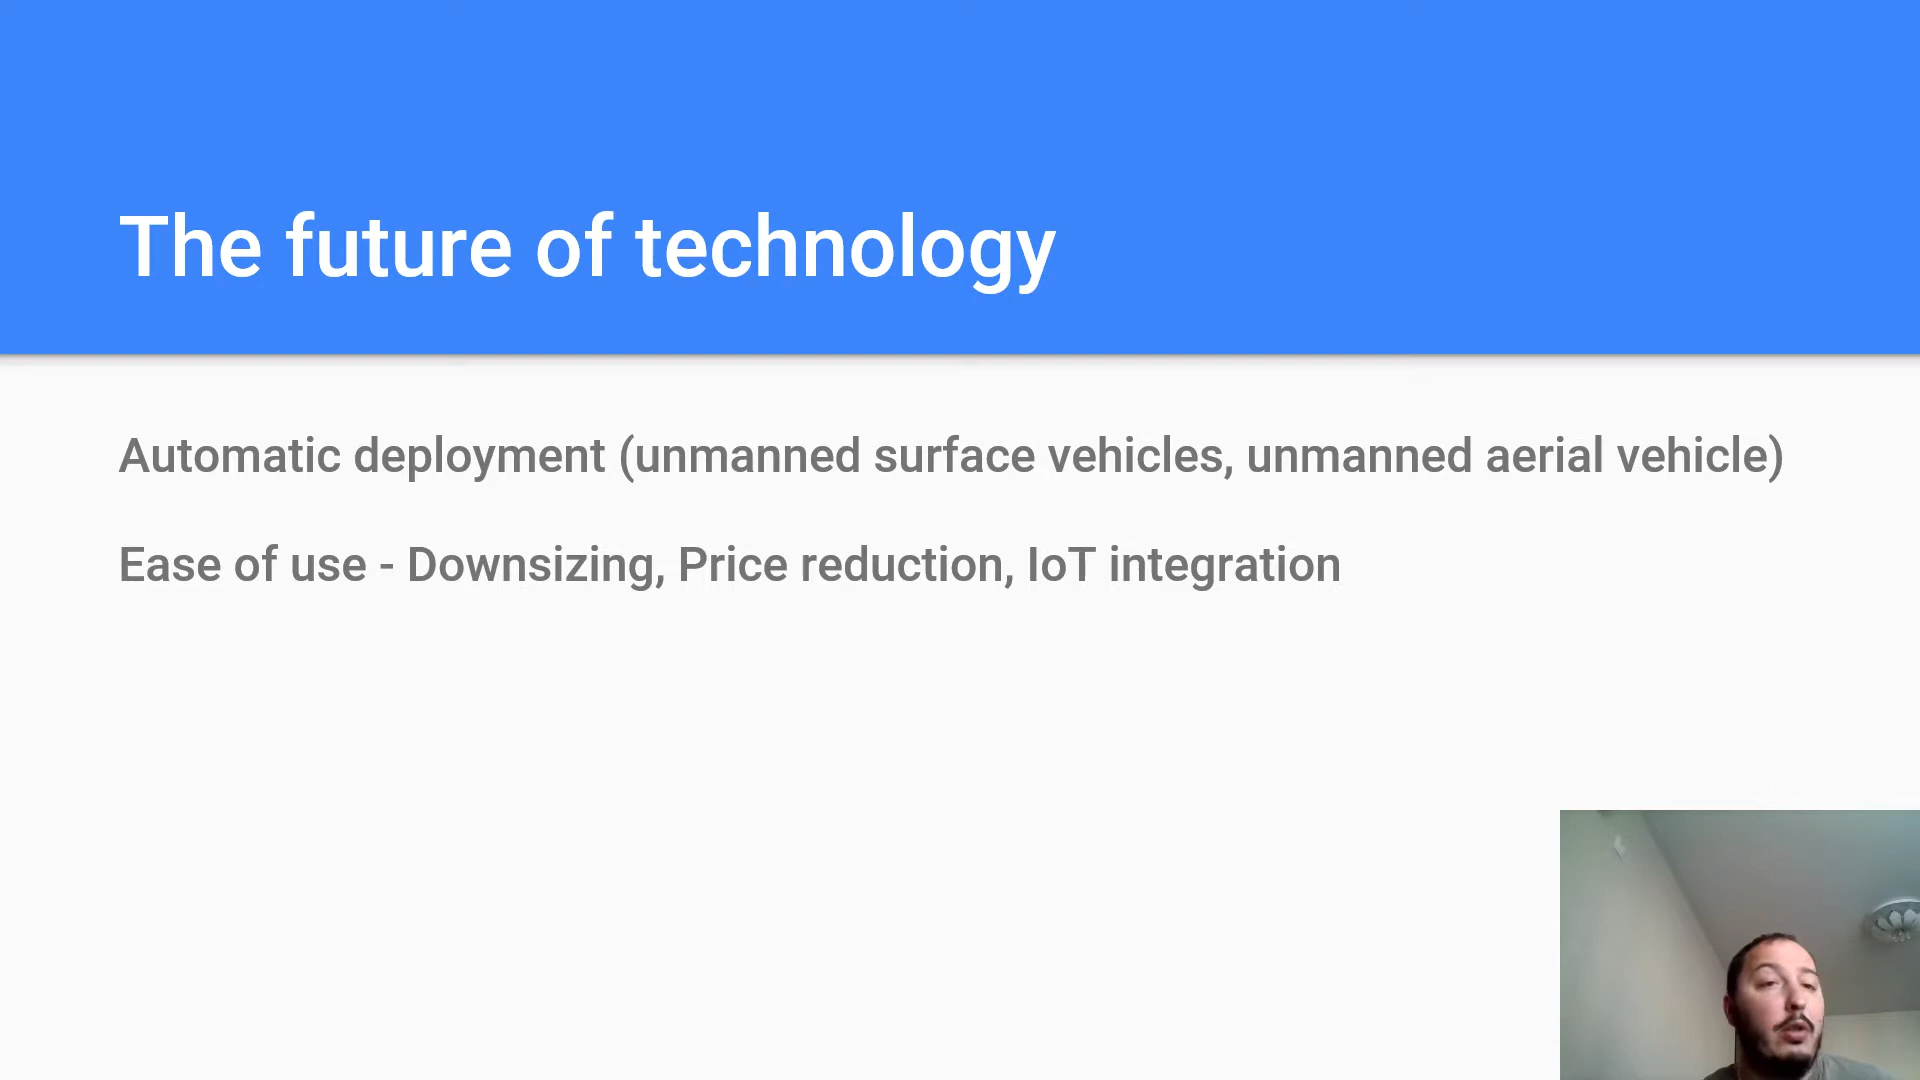 The future of technology
Automatic deployment (unmanned surface vehicles, unmanned aerial vehicle)
Ease of use - Downsizing, Price reduction, IoT integration